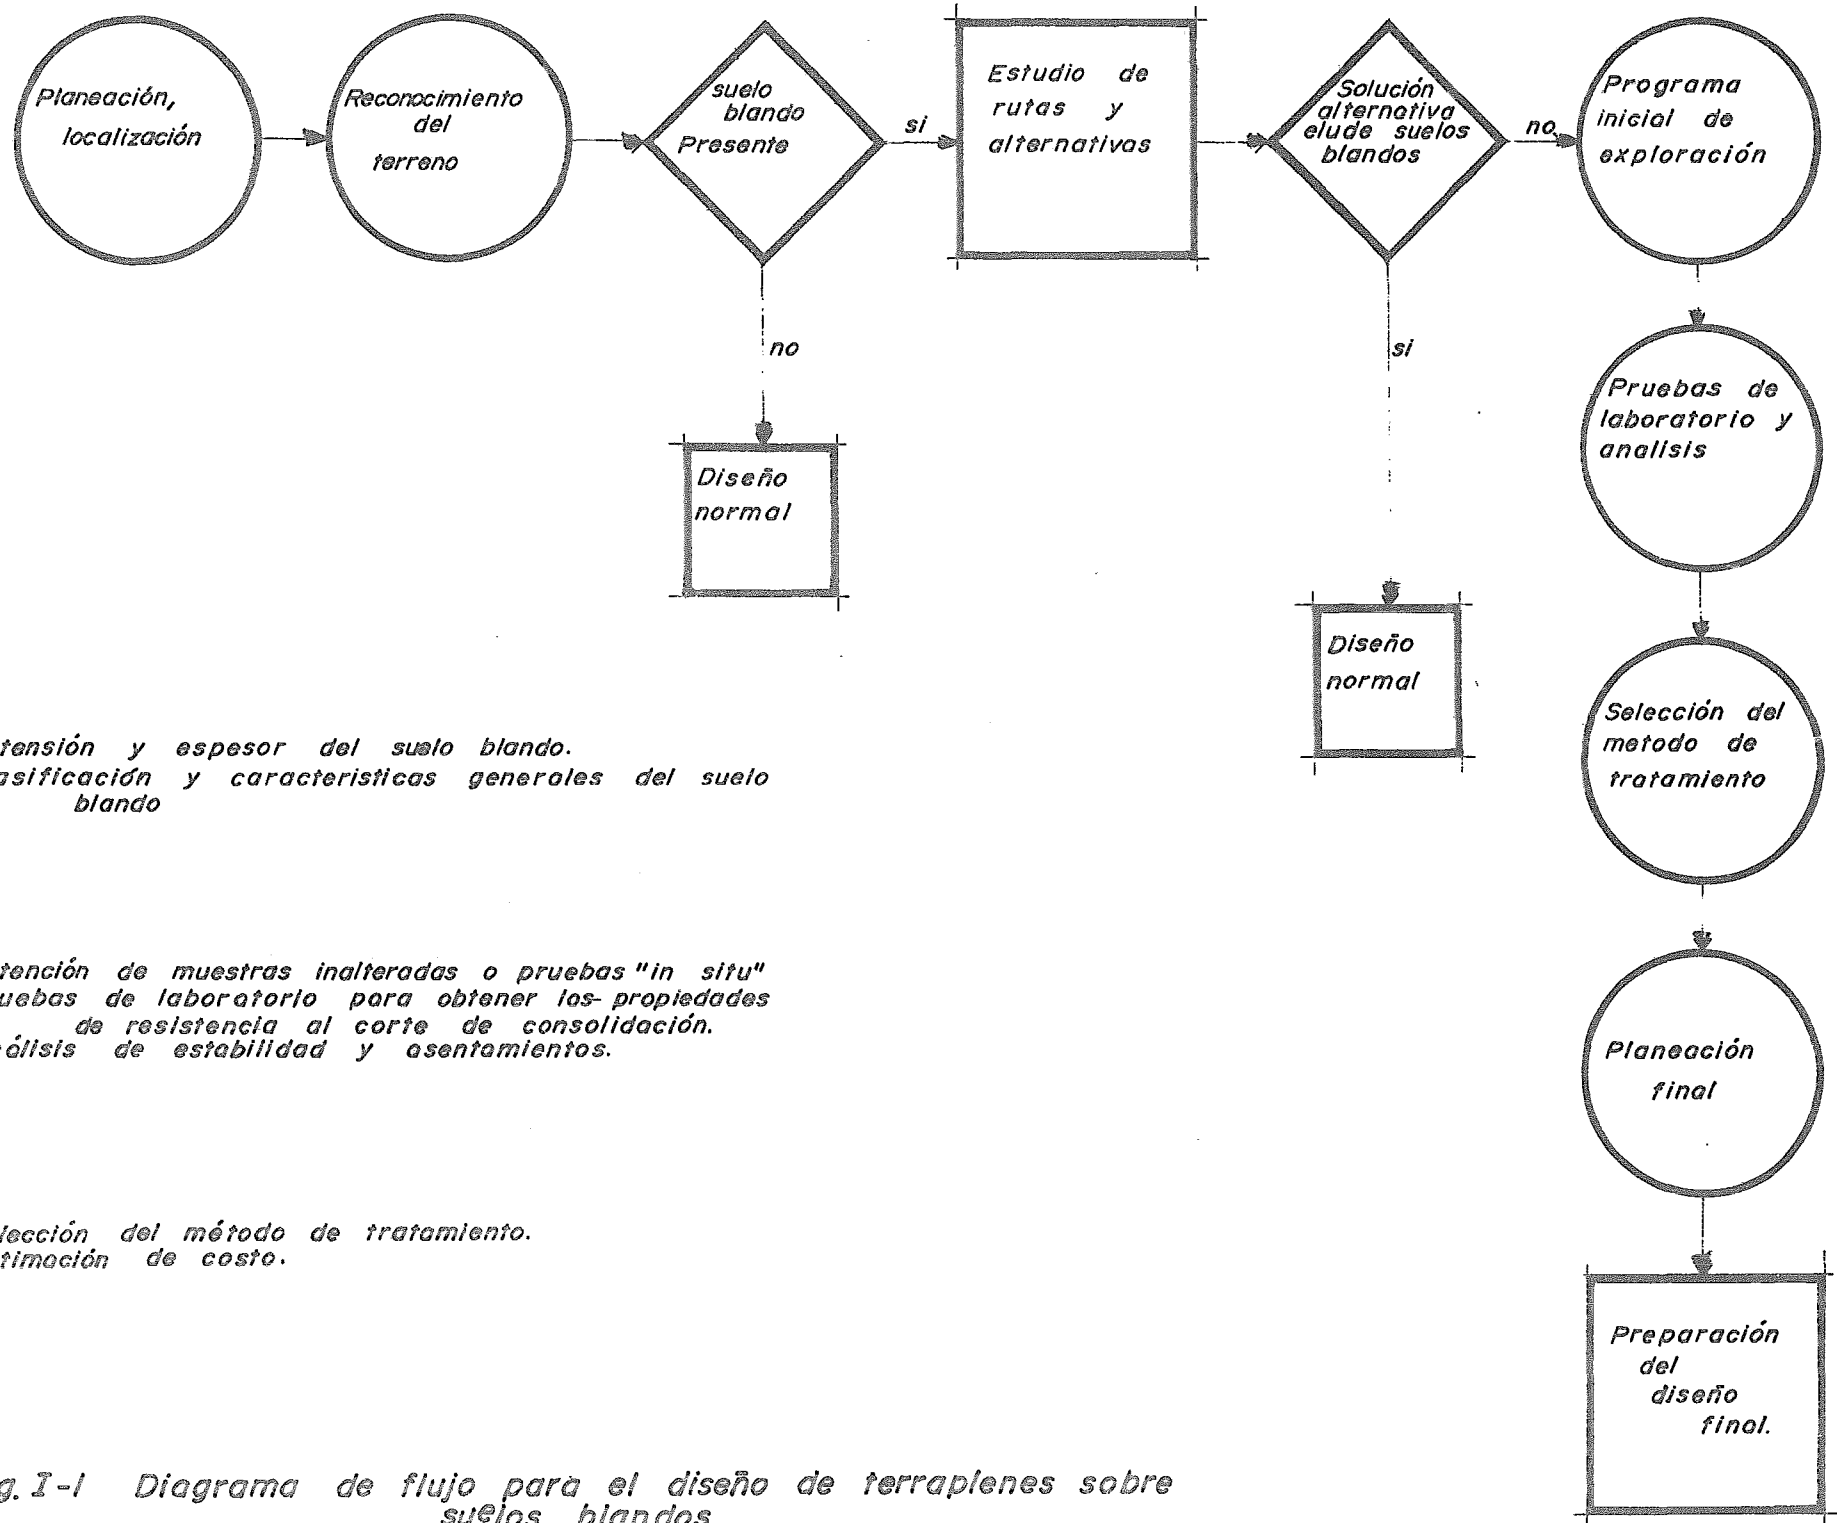 Planeación,
localización
Reconocimiento
del
terreno
suelo
blando
Presente
si
Estudio de
rutas y
alternativas
Solución
alternativa
elude suelos
blandos
no
Programa
inicial de
exploración
no
si
Pruebas de
laboratorio y
analisis
Diseño
normal
Diseño
normal
Selección del
metodo de
tratamiento
tensión y espesor del suelo blando.
asificación y caracteristicas generales del suelo
blando
tención de muestras inalteradas o pruebas "in situ"
uebas de laboratorio para obtener las- propiedades
de resistencia al corte de consolidación.
álisis de estabilidad y asentamientos.
Planeación
final
lección del método de tratamiento.
timación de costo.
Preparación
del
diseño
final.
g. I-1 Diagrama de flujo para el diseño de terraplenes sobre
suelos blandos